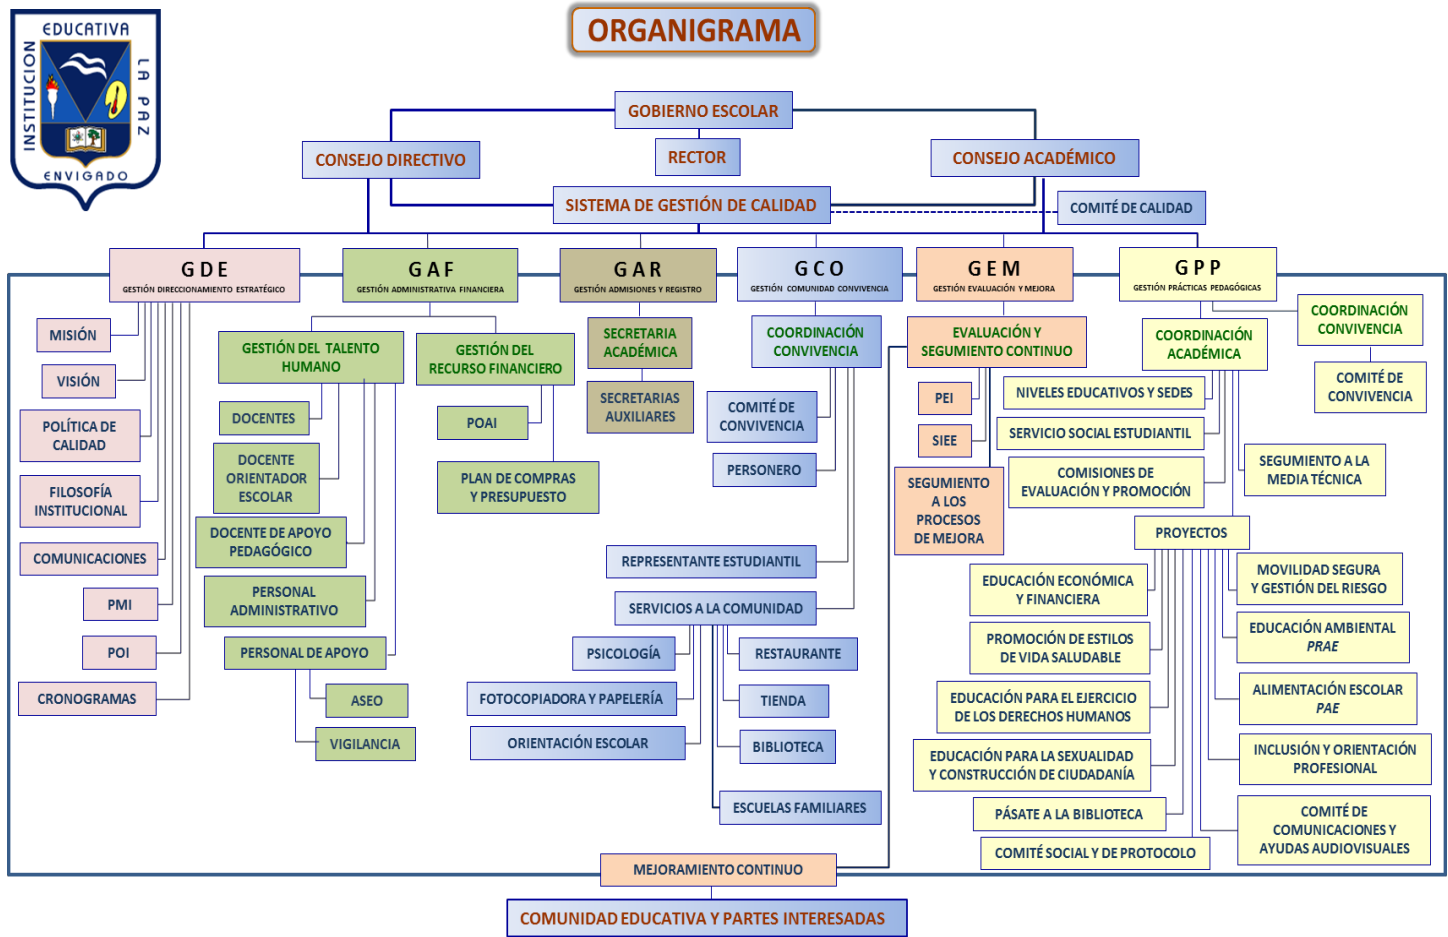 INSTITUCION
EDUCATIVA
LA PAZ
ENVIGADO
ORGANIGRAMA
GOBIERNO ESCOLAR
CONSEJO DIRECTIVO
RECTOR
CONSEJO ACADÉMICO
SISTEMA DE GESTIÓN DE CALIDAD
COMITÉ DE CALIDAD
GDE
GESTIÓN DIRECCIONAMIENTO ESTRATÉGICO
MISIÓN
VISIÓN
POLÍTICA DE
CALIDAD
FILOSOFÍA
INSTITUCIONAL
COMUNICACIONES
PMI
POI
CRONOGRAMAS
GAF
GESTIÓN ADMINISTRATIVA FINANCIERA
GESTIÓN DEL TALENTO
HUMANO
DOCENTES
DOCENTE
ORIENTADOR
ESCOLAR
DOCENTE DE APOYO
PEDAGÓGICO
PERSONAL
ADMINISTRATIVO
PERSONAL DE APOYO
ASEO
VIGILANCIA
GESTIÓN DEL
RECURSO FINANCIERO
POAI
PLAN DE COMPRAS
Y PRESUPUESTO
GAR
GESTIÓN ADMISIONES Y REGISTRO
SECRETARIA
ACADÉMICA
SECRETARIAS
AUXILIARES
GCO
GESTIÓN COMUNIDAD CONVIVENCIA
COORDINACIÓN
CONVIVENCIA
COMITÉ DE
CONVIVENCIA
PERSONERO
REPRESENTANTE ESTUDIANTIL
SERVICIOS A LA COMUNIDAD
PSICOLOGÍA
RESTAURANTE
FOTOCOPIADORA Y PAPELERÍA
TIENDA
ORIENTACIÓN ESCOLAR
BIBLIOTECA
ESCUELAS FAMILIARES
GEM
GESTIÓN EVALUACIÓN Y MEJORA
EVALUACIÓN Y
SEGUMIENTO CONTINUO
PEI
SIEE
SEGUMIENTO
A LOS
PROCESOS
DE MEJORA
GPP
GESTIÓN PRÁCTICAS PEDAGÓGICAS
COORDINACIÓN
ACADÉMICA
COORDINACIÓN
CONVIVENCIA
COMITÉ DE
CONVIVENCIA
NIVELES EDUCATIVOS Y SEDES
SERVICIO SOCIAL ESTUDIANTIL
COMISIONES DE
EVALUACIÓN Y PROMOCIÓN
SEGUMIENTO A LA
MEDIA TÉCNICA
PROYECTOS
EDUCACIÓN ECONÓMICA
Y FINANCIERA
PROMOCIÓN DE ESTILOS
DE VIDA SALUDABLE
EDUCACIÓN PARA EL EJERCICIO
DE LOS DERECHOS HUMANOS
EDUCACIÓN PARA LA SEXUALIDAD
Y CONSTRUCCIÓN DE CIUDADANÍA
PÁSATE A LA BIBLIOTECA
COMITÉ SOCIAL Y DE PROTOCOLO
MOVILIDAD SEGURA
Y GESTIÓN DEL RIESGO
EDUCACIÓN AMBIENTAL
PRAE
ALIMENTACIÓN ESCOLAR
PAE
INCLUSIÓN Y ORIENTACIÓN
PROFESIONAL
COMITÉ DE
COMUNICACIONES Y
AYUDAS AUDIOVISUALES
MEJORAMIENTO CONTINUO
COMUNIDAD EDUCATIVA Y PARTES INTERESADAS